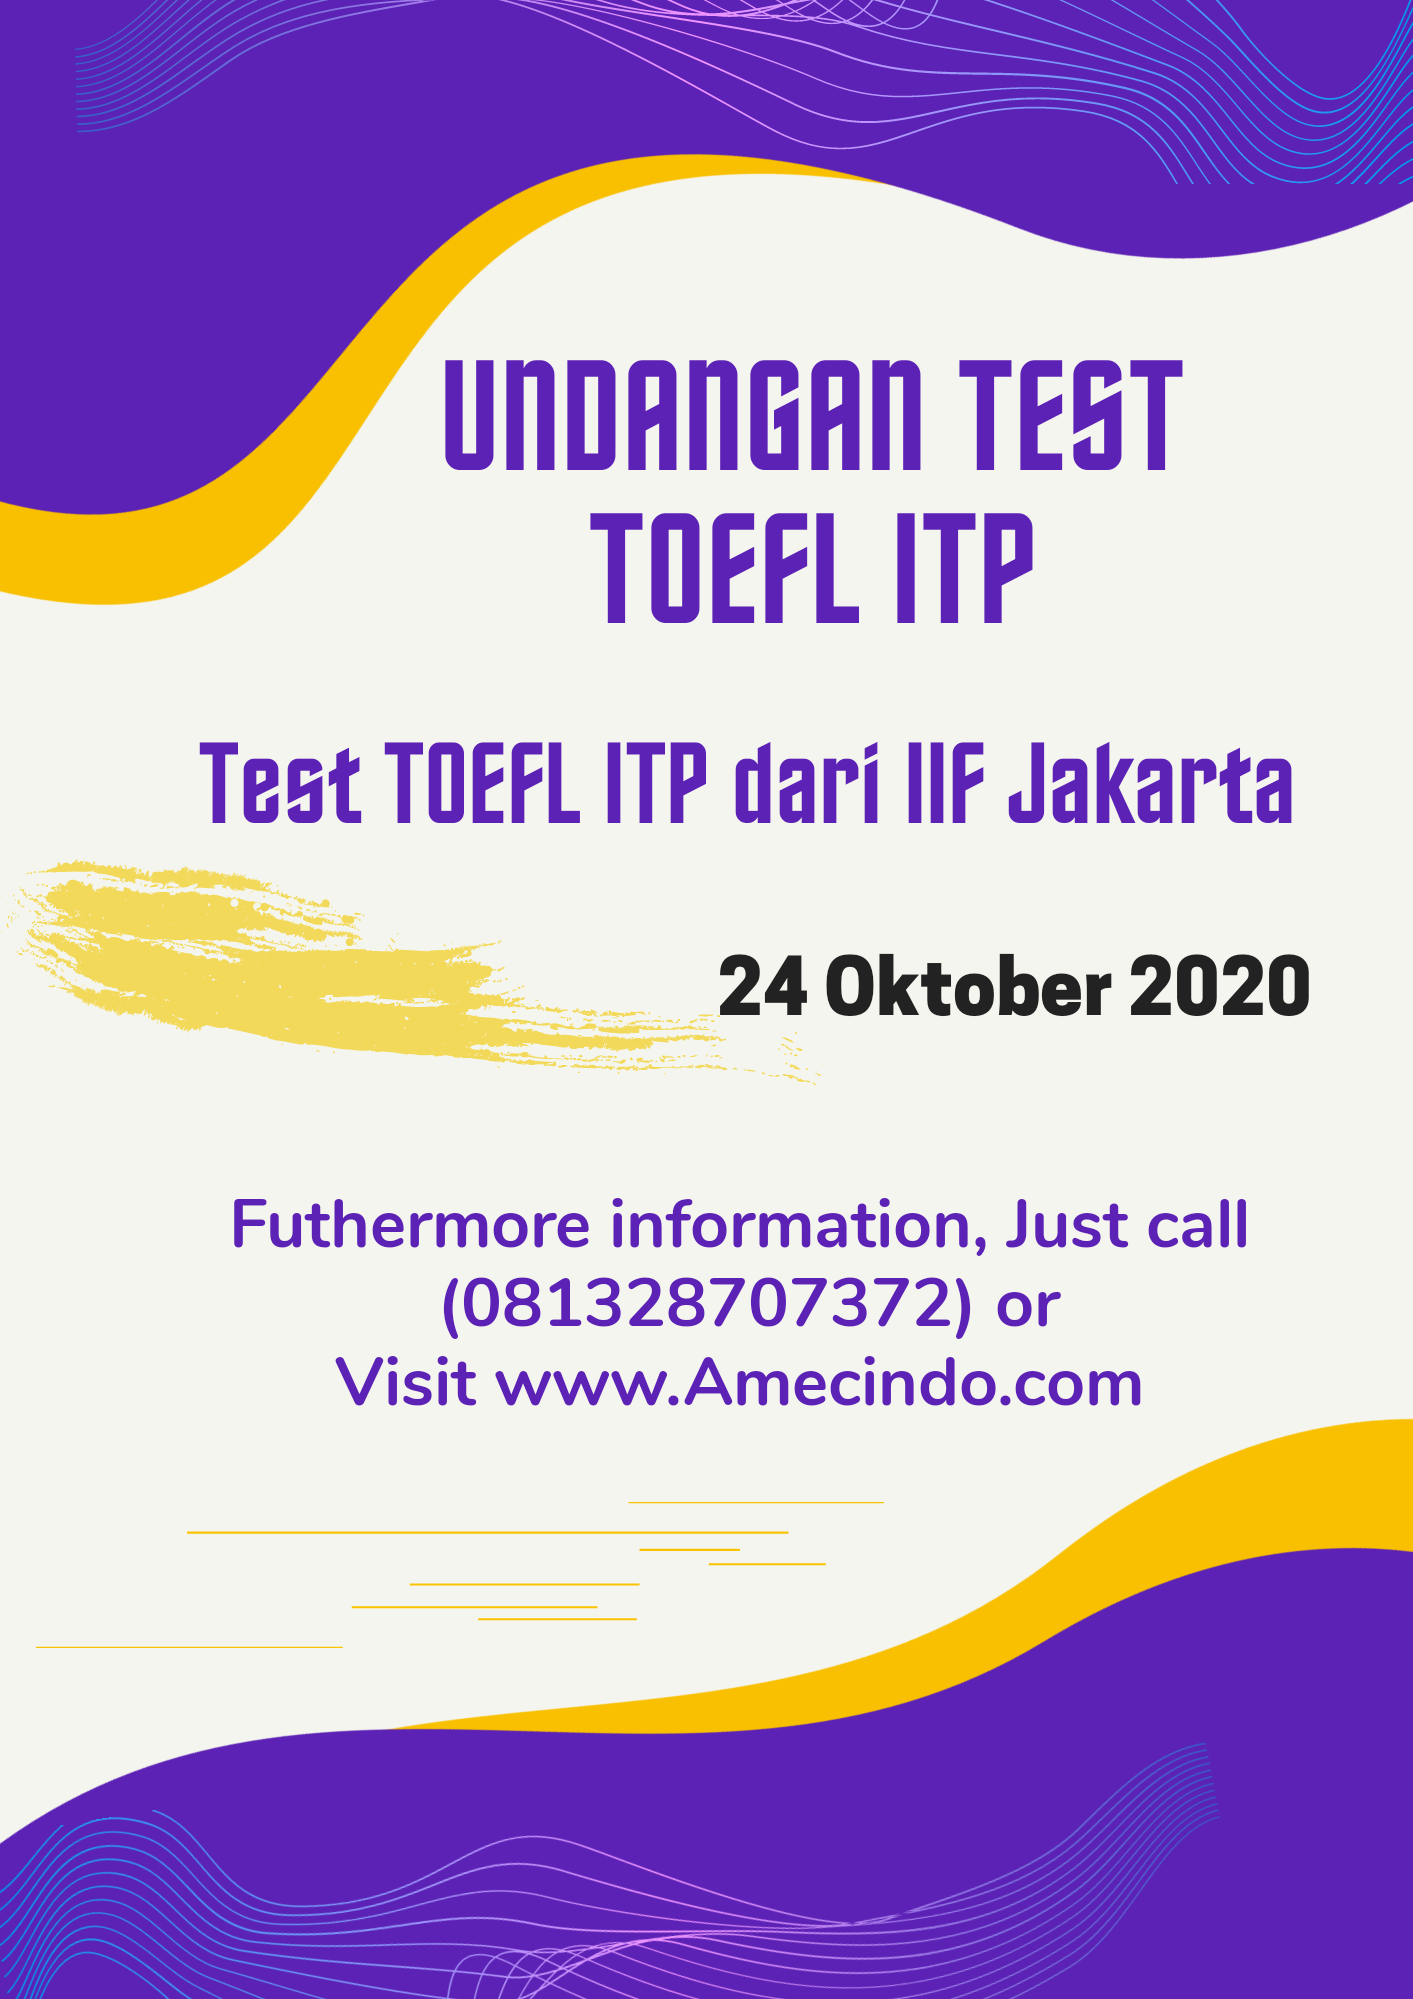 UNDANGAN TEST
TOEFL ITP
Test TOEFL ITP dari IIF Jakarta
24 Oktober 2020
Futhermore information, Just call
(081328707372) or
Visit www.Amecindo.com